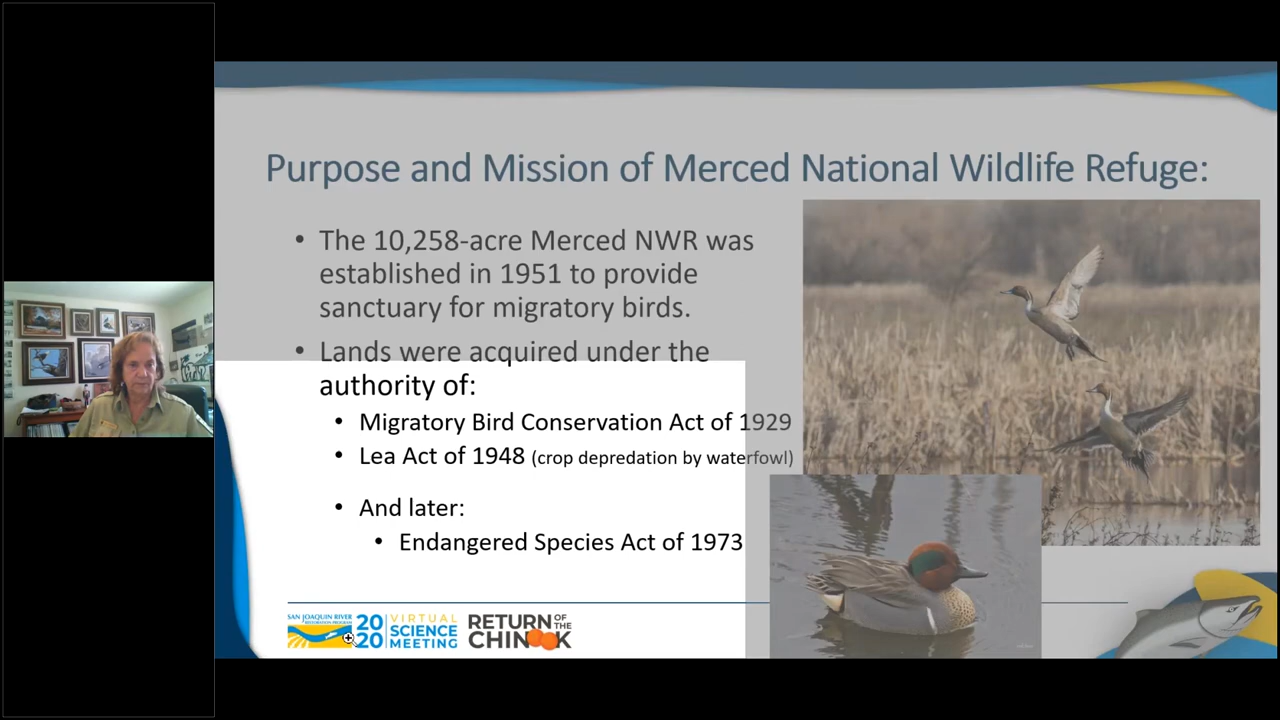 Purpose and Mission of Merced National Wildlife Refuge:
• The 10,258-acre Merced NWR was
established in 1951 to provide
sanctuary for migratory birds.
• Lands were acquired under the
authority of:
• Migratory Bird Conservation Act of 1929
• Lea Act of 1948 (crop depredation by waterfowl)
• And later:
• Endangered Species Act of 1973
SAN JOAQUIN RIVER
RESTORATION PROGRAM
2020
VIRTUAL
SCIENCE
MEETING
RETURN OF THE
CHINOOK